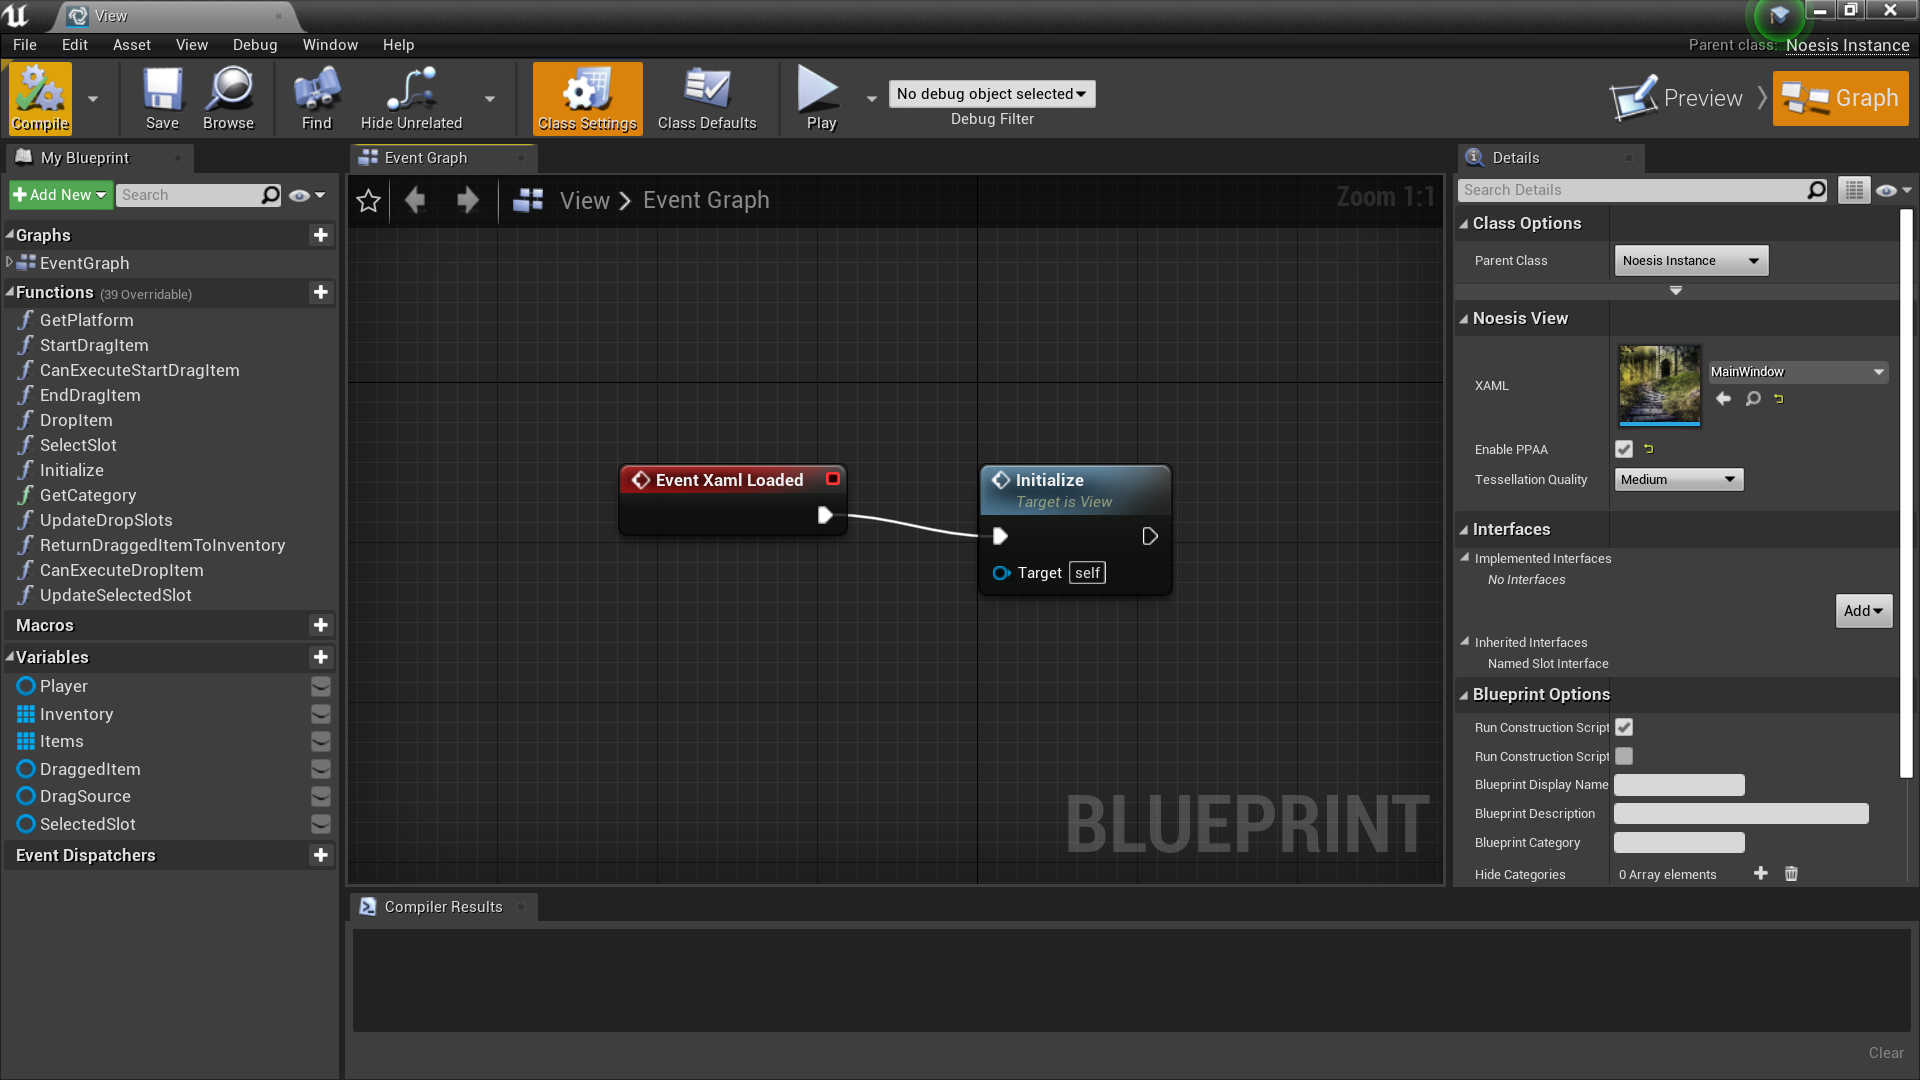 View
File Edit Asset View Debug Window Help
Parent class: Noesis Instance
Compile
Save
Browse
Find
Hide Unrelated
Class Settings
Class Defaults
Play
No debug object selected
Debug Filter
Preview
Graph
My Blueprint
Add New
Search
Graphs
EventGraph
Functions (39 Overridable)
GetPlatform
StartDragItem
CanExecuteStartDragItem
EndDragItem
DropItem
SelectSlot
Initialize
GetCategory
UpdateDropSlots
ReturnDraggedItemToInventory
CanExecuteDropItem
UpdateSelectedSlot
Macros
Variables
Player
Inventory
Items
DraggedItem
DragSource
SelectedSlot
Event Dispatchers
Event Graph
View > Event Graph
Zoom 1:1
Event Xaml Loaded
Initialize
Target is View
Target self
BLUEPRINT
Compiler Results
Clear
Details
Search Details
Class Options
Parent Class Noesis Instance
Noesis View
XAML MainWindow
Enable PPAA
Tessellation Quality Medium
Interfaces
Implemented Interfaces
No Interfaces
Add
Inherited Interfaces
Named Slot Interface
Blueprint Options
Run Construction Script
Run Construction Script
Blueprint Display Name
Blueprint Description
Blueprint Category
Hide Categories 0 Array elements